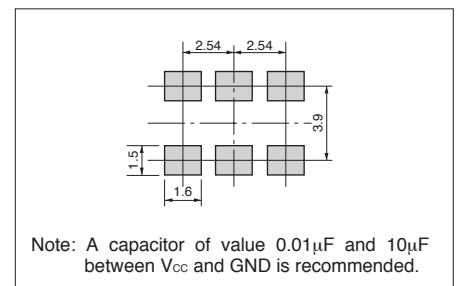 2.54 2.54
3.9
1.5
1.6
Note: A capacitor of value 0.01μF and 10μF
between Vcc and GND is recommended.